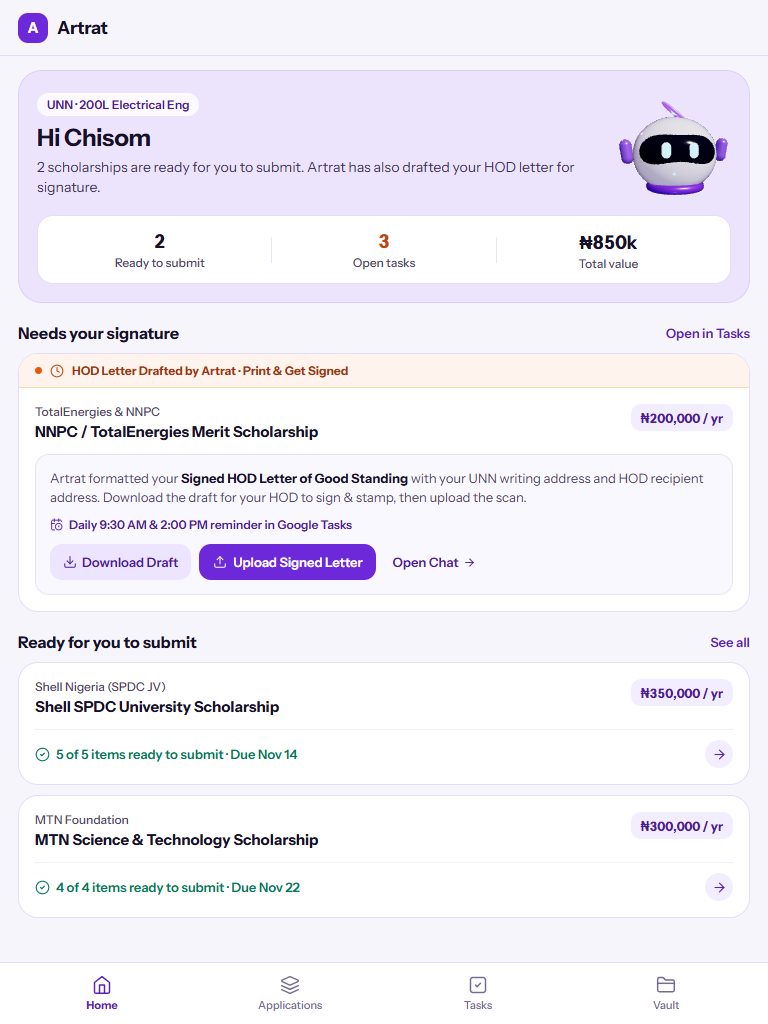 A Artrat
UNN · 200L Electrical Eng
Hi Chisom
2 scholarships are ready for you to submit. Artrat has also drafted your HOD letter for
signature.
2
Ready to submit
3
Open tasks
₦850k
Total value
Needs your signature
Open in Tasks
HOD Letter Drafted by Artrat · Print & Get Signed
TotalEnergies & NNPC
NNPC / TotalEnergies Merit Scholarship
₦200,000 / yr
Artrat formatted your Signed HOD Letter of Good Standing with your UNN writing address and HOD recipient
address. Download the draft for your HOD to sign & stamp, then upload the scan.
Daily 9:30 AM & 2:00 PM reminder in Google Tasks
Download Draft
Upload Signed Letter
Open Chat →
Ready for you to submit
See all
Shell Nigeria (SPDC JV)
Shell SPDC University Scholarship
₦350,000 / yr
5 of 5 items ready to submit · Due Nov 14
MTN Foundation
MTN Science & Technology Scholarship
₦300,000 / yr
4 of 4 items ready to submit · Due Nov 22
Home
Applications
Tasks
Vault